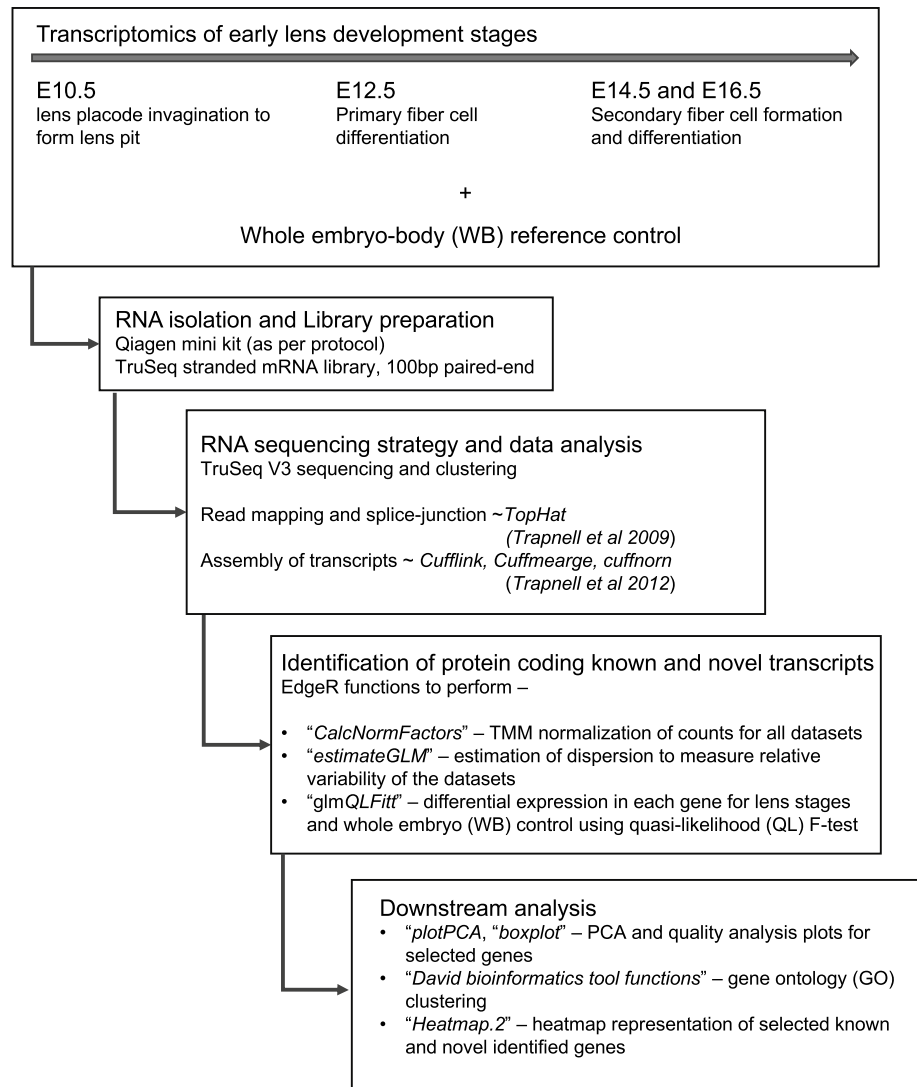 Transcriptomics of early lens development stages
E10.5
lens placode invagination to
form lens pit
E12.5
Primary fiber cell
differentiation
E14.5 and E16.5
Secondary fiber cell formation
and differentiation
+
Whole embryo-body (WB) reference control
RNA isolation and Library preparation
Qiagen mini kit (as per protocol)
TruSeq stranded mRNA library, 100bp paired-end
RNA sequencing strategy and data analysis
TruSeq V3 sequencing and clustering
Read mapping and splice-junction ~TopHat
(Trapnell et al 2009)
Assembly of transcripts ~ Cufflink, Cuffmearge, cuffnorn
(Trapnell et al 2012)
Identification of protein coding known and novel transcripts
EdgeR functions to perform –
• “CalcNormFactors” – TMM normalization of counts for all datasets
• “estimateGLM” – estimation of dispersion to measure relative
variability of the datasets
• “glmQLFitt” – differential expression in each gene for lens stages
and whole embryo (WB) control using quasi-likelihood (QL) F-test
Downstream analysis
• “plotPCA, “boxplot” – PCA and quality analysis plots for
selected genes
• “David bioinformatics tool functions” – gene ontology (GO)
clustering
• “Heatmap.2” – heatmap representation of selected known
and novel identified genes